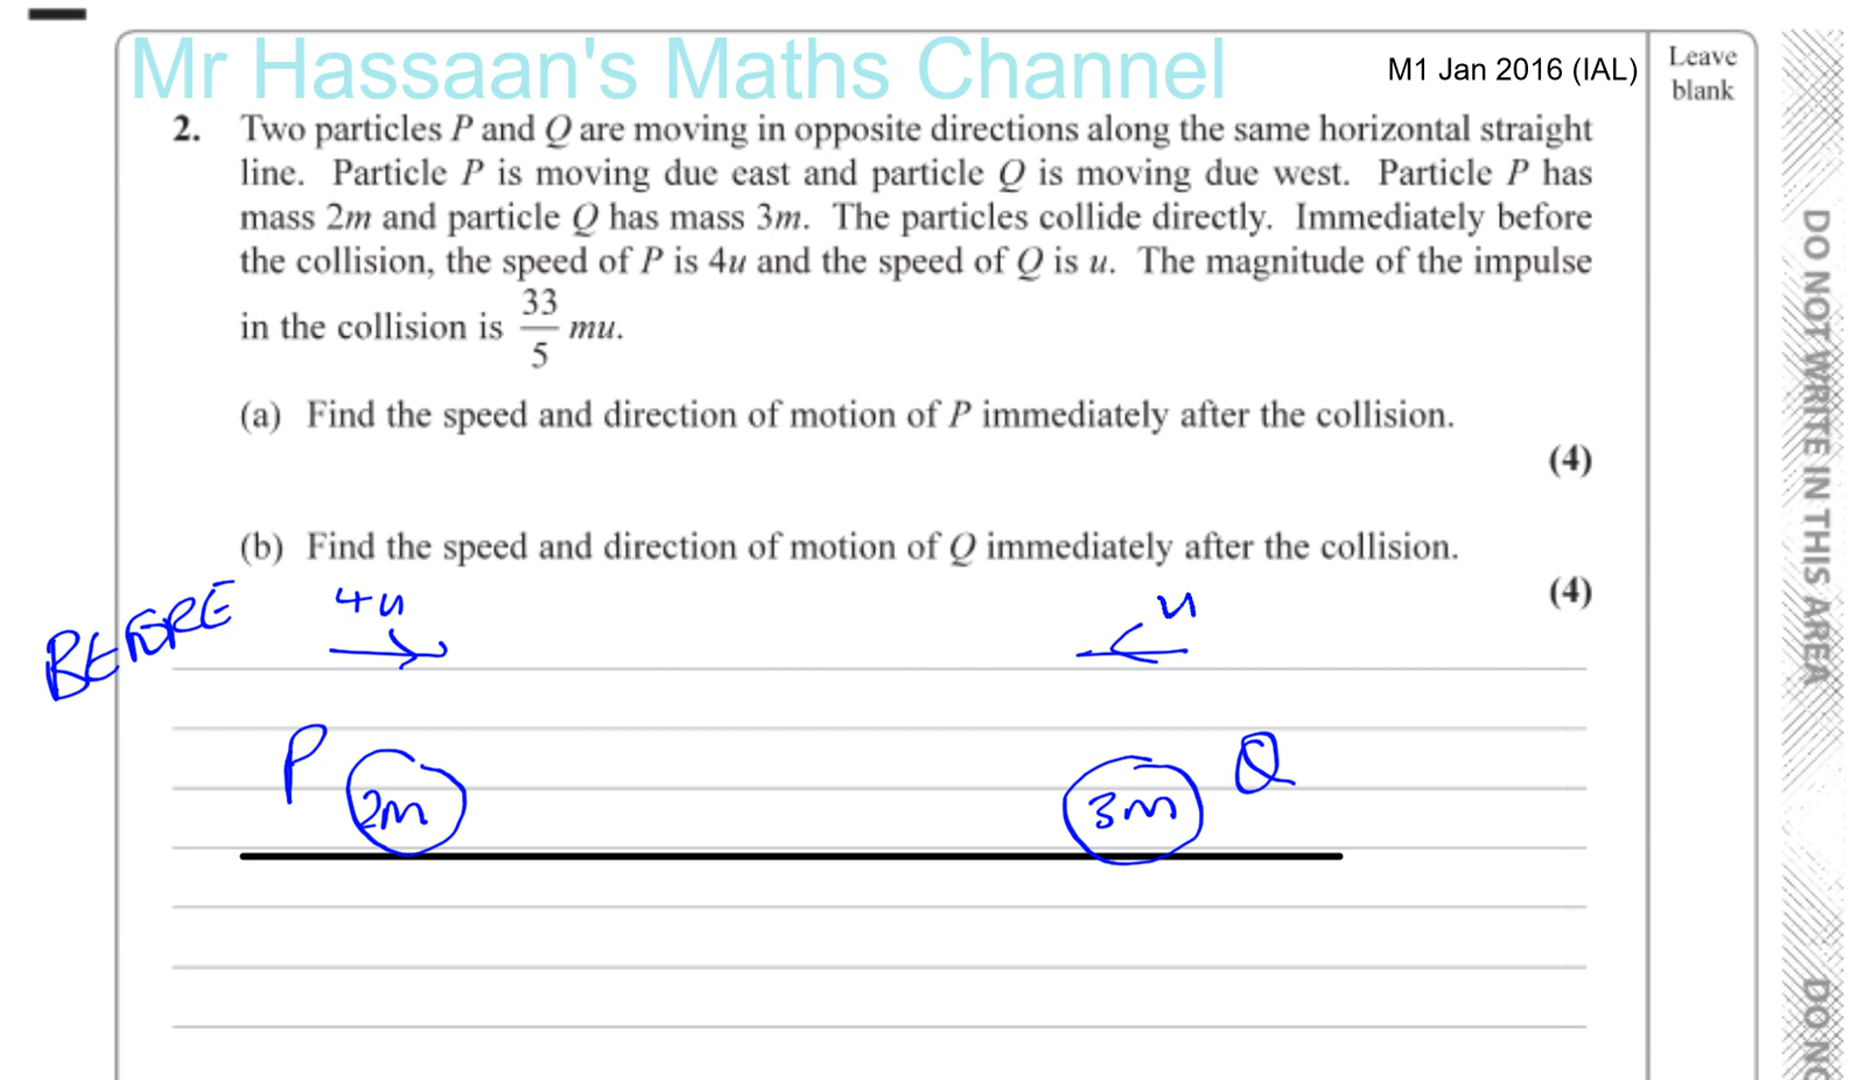 Mr Hassaan's Maths Channel
M1 Jan 2016 (IAL)
Leave
blank
2. Two particles P and Q are moving in opposite directions along the same horizontal straight
line. Particle P is moving due east and particle Q is moving due west. Particle P has
mass 2m and particle Q has mass 3m. The particles collide directly. Immediately before
the collision, the speed of P is 4u and the speed of Q is u. The magnitude of the impulse
in the collision is 33/5 mu.
(a) Find the speed and direction of motion of P immediately after the collision.
(4)
(b) Find the speed and direction of motion of Q immediately after the collision.
(4)
BEFORE
4u
u
P
2m
3m
Q
DO NOT WRITE IN THIS AREA
DO NO